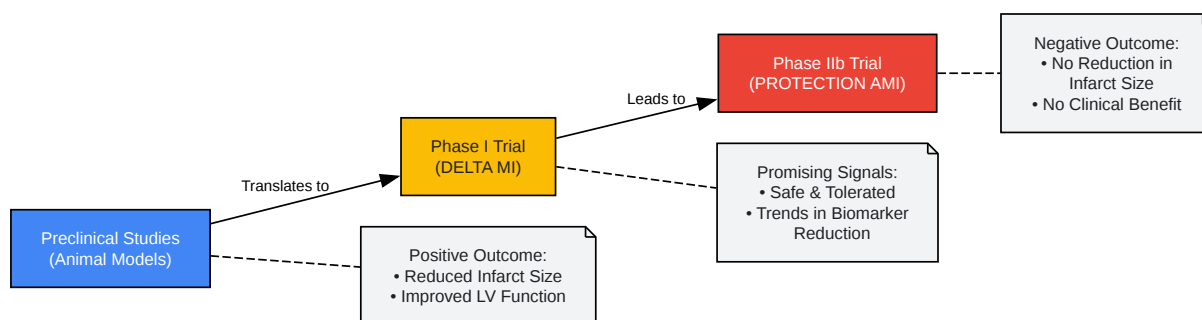 Preclinical Studies
(Animal Models)
Translates to
Positive Outcome:
• Reduced Infarct Size
• Improved LV Function
Phase I Trial
(DELTA MI)
Leads to
Promising Signals:
• Safe & Tolerated
• Trends in Biomarker
Reduction
Phase IIb Trial
(PROTECTION AMI)
Negative Outcome:
• No Reduction in
Infarct Size
• No Clinical Benefit